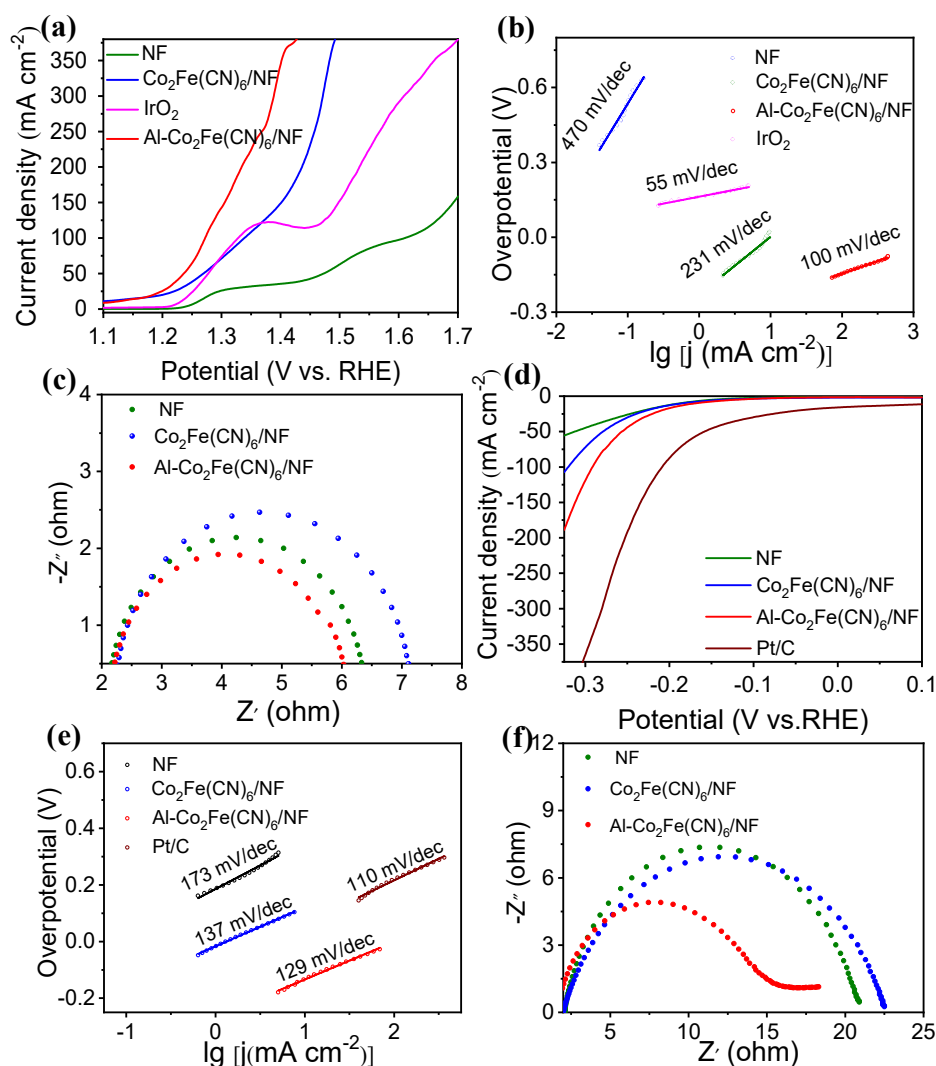 (a)
NF
Co₂Fe(CN)₆/NF
IrO₂
Al-Co₂Fe(CN)₆/NF
375
300
225
150
75
0
Current density (mA cm⁻²)
1.1 1.2 1.3 1.4 1.5 1.6 1.7
Potential (V vs. RHE)
(b)
NF
Co₂Fe(CN)₆/NF
Al-Co₂Fe(CN)₆/NF
IrO₂
470 mV/dec
55 mV/dec
231 mV/dec
100 mV/dec
0.6
0.3
0.0
-0.3
Overpotential (V)
-2 -1 0 1 2 3
lg [j (mA cm⁻²)]
(c)
NF
Co₂Fe(CN)₆/NF
Al-Co₂Fe(CN)₆/NF
4
3
2
1
-Z″ (ohm)
2 3 4 5 6 7 8
Z′ (ohm)
(d)
0
-50
-100
-150
-200
-250
-300
-350
Current density (mA cm⁻²)
NF
Co₂Fe(CN)₆/NF
Al-Co₂Fe(CN)₆/NF
Pt/C
-0.3 -0.2 -0.1 0.0 0.1
Potential (V vs.RHE)
(e)
NF
Co₂Fe(CN)₆/NF
Al-Co₂Fe(CN)₆/NF
Pt/C
173 mV/dec
110 mV/dec
137 mV/dec
129 mV/dec
0.6
0.4
0.2
0.0
-0.2
Overpotential (V)
-1 0 1 2
lg [j(mA cm⁻²)]
(f)
NF
Co₂Fe(CN)₆/NF
Al-Co₂Fe(CN)₆/NF
12
9
6
3
0
-Z″ (ohm)
5 10 15 20 25
Z′ (ohm)